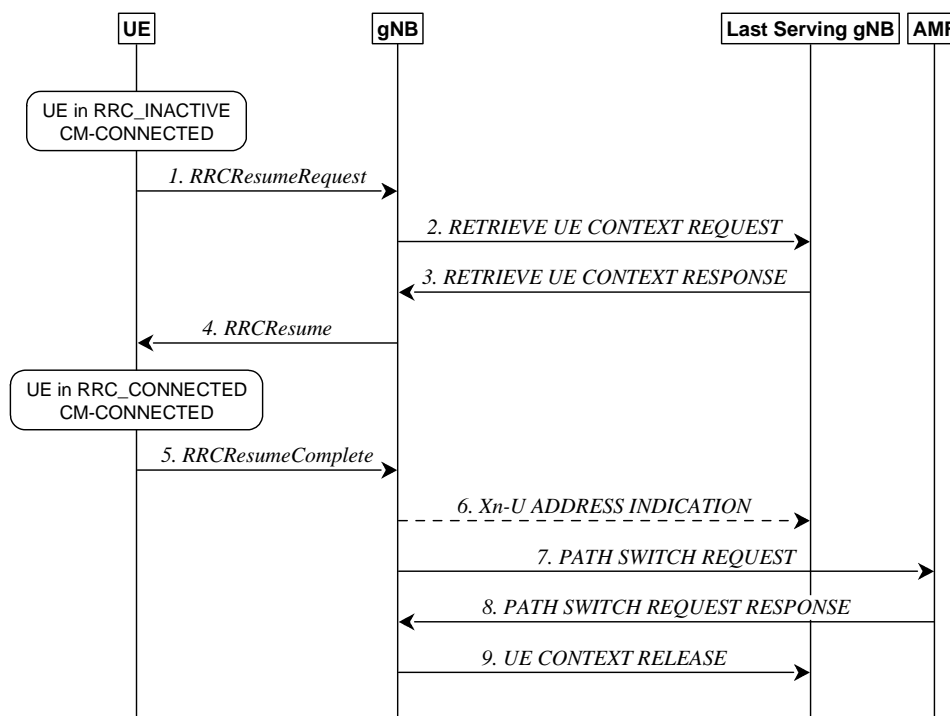 UE
gNB
Last Serving gNB
AMF
UE in RRC_INACTIVE
CM-CONNECTED
1. RRCResumeRequest
2. RETRIEVE UE CONTEXT REQUEST
3. RETRIEVE UE CONTEXT RESPONSE
4. RRCResume
UE in RRC_CONNECTED
CM-CONNECTED
5. RRCResumeComplete
6. Xn-U ADDRESS INDICATION
7. PATH SWITCH REQUEST
8. PATH SWITCH REQUEST RESPONSE
9. UE CONTEXT RELEASE